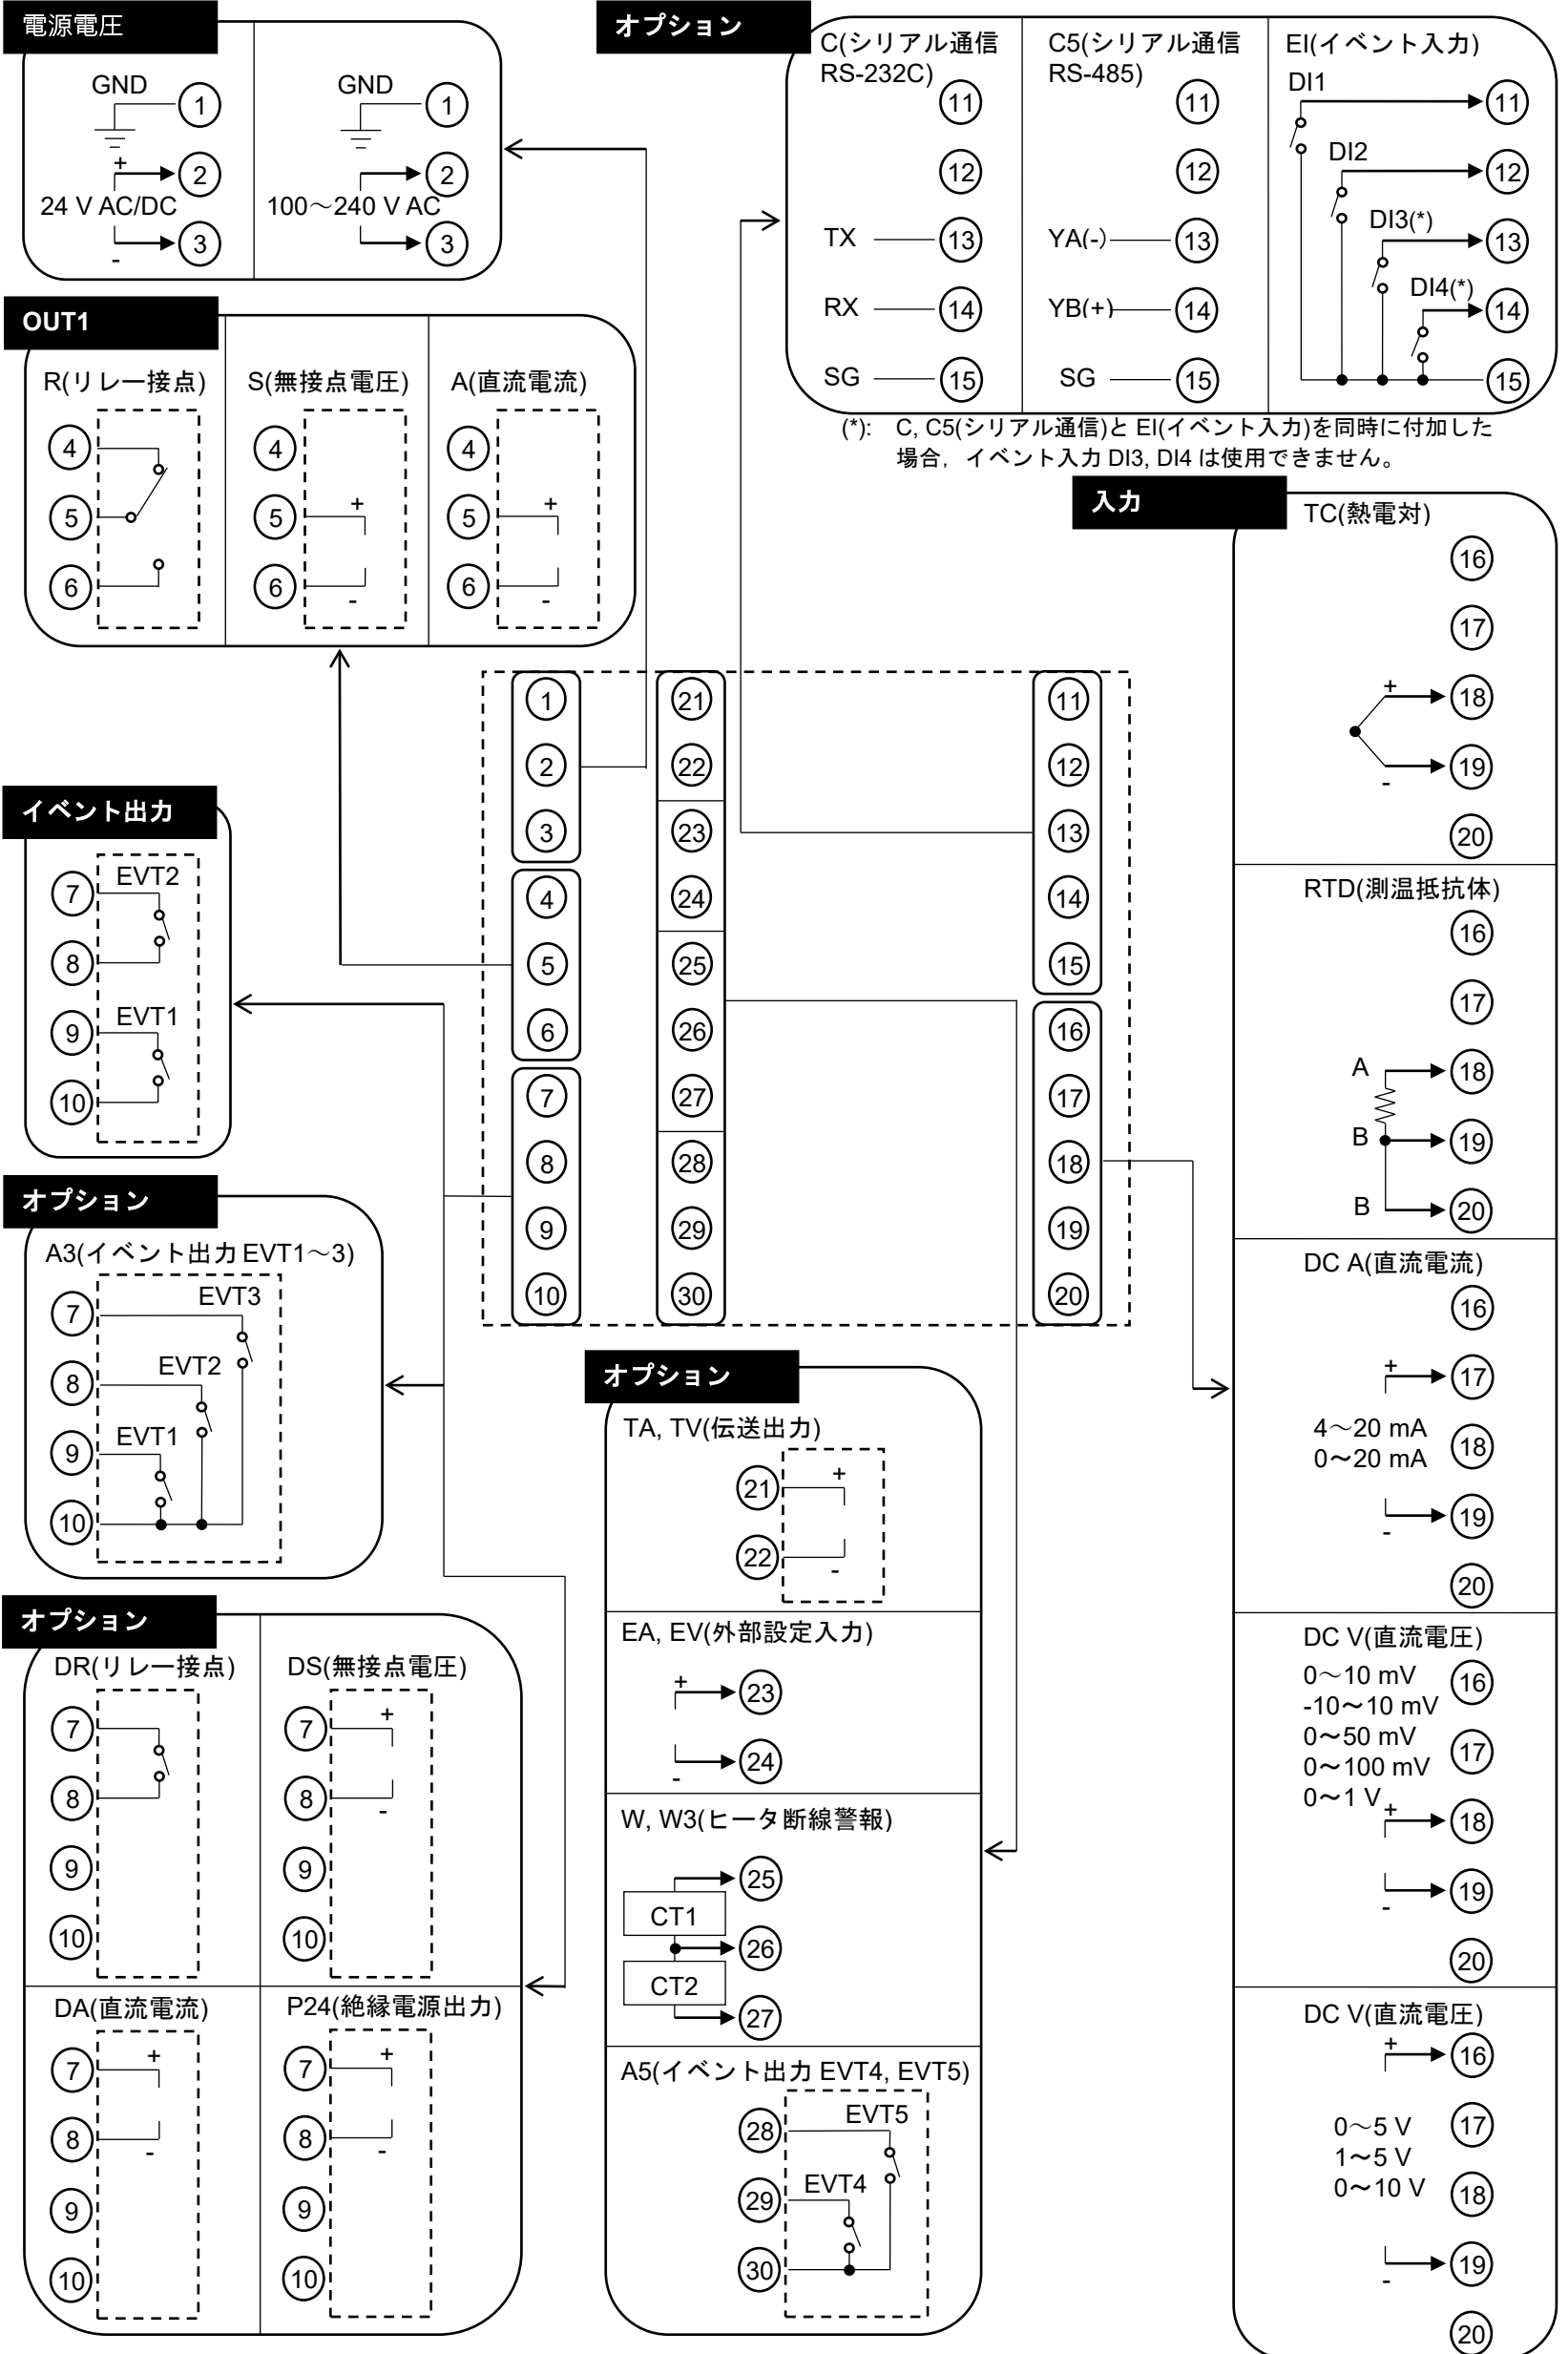 電源電圧
GND
1
+
2
24 V AC/DC
3
-
GND
1
2
100～240 V AC
3
オプション
C(シリアル通信
RS-232C)
11
12
TX
13
RX
14
SG
15
C5(シリアル通信
RS-485)
11
12
YA(-)
13
YB(+)
14
SG
15
EI(イベント入力)
DI1
11
DI2
12
DI3(*)
13
DI4(*)
14
15
(*): C, C5(シリアル通信)と EI(イベント入力)を同時に付加した
場合，イベント入力 DI3, DI4 は使用できません。
OUT1
R(リレー接点)
4
5
6
S(無接点電圧)
4
5
+
6
-
A(直流電流)
4
5
+
6
-
1
2
3
4
5
6
7
8
9
10
21
22
23
24
25
26
27
28
29
30
11
12
13
14
15
16
17
18
19
20
イベント出力
EVT2
7
8
EVT1
9
10
オプション
A3(イベント出力 EVT1～3)
EVT3
7
EVT2
8
EVT1
9
10
オプション
DR(リレー接点)
7
8
9
10
DS(無接点電圧)
+
7
8
-
9
10
DA(直流電流)
+
7
8
-
9
10
P24(絶縁電源出力)
+
7
8
-
9
10
オプション
TA, TV(伝送出力)
+
21
22
-
EA, EV(外部設定入力)
+
23
24
-
W, W3(ヒータ断線警報)
25
CT1
26
CT2
27
A5(イベント出力 EVT4, EVT5)
EVT5
28
EVT4
29
30
入力
TC(熱電対)
16
17
+
18
19
-
20
RTD(測温抵抗体)
16
17
A
18
B
19
B
20
DC A(直流電流)
16
+
17
4～20 mA
0～20 mA
18
19
-
20
DC V(直流電圧)
0～10 mV
16
-10～10 mV
0～50 mV
17
0～100 mV
0～1 V
+
18
19
-
20
DC V(直流電圧)
+
16
0～5 V
17
1～5 V
0～10 V
18
19
-
20